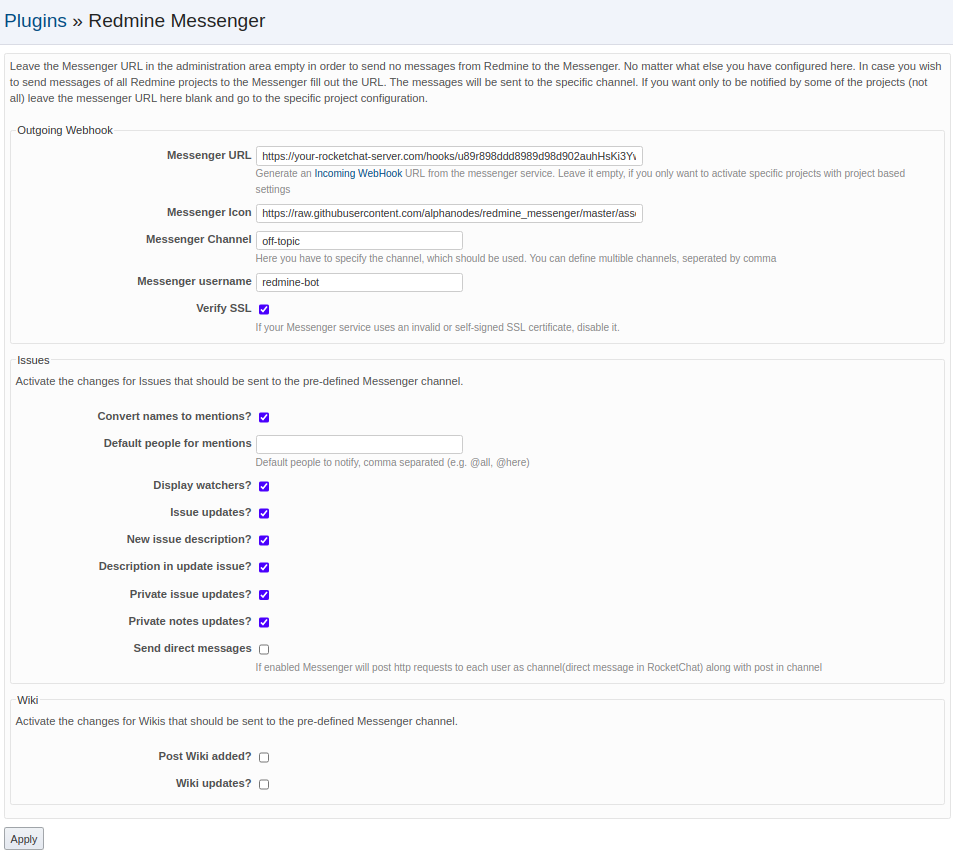 Plugins » Redmine Messenger
Leave the Messenger URL in the administration area empty in order to send no messages from Redmine to the Messenger. No matter what else you have configured here. In case you wish
to send messages of all Redmine projects to the Messenger fill out the URL. The messages will be sent to the specific channel. If you want only to be notified by some of the projects (not
all) leave the messenger URL here blank and go to the specific project configuration.
Outgoing Webhook
Messenger URL https://your-rocketchat-server.com/hooks/u89r898ddd8989d98d902auhHsKi3Y
Generate an Incoming WebHook URL from the messenger service. Leave it empty, if you only want to activate specific projects with project based
settings
Messenger Icon https://raw.githubusercontent.com/alphanodes/redmine_messenger/master/ass
Messenger Channel off-topic
Here you have to specify the channel, which should be used. You can define multible channels, seperated by comma
Messenger username redmine-bot
Verify SSL
If your Messenger service uses an invalid or self-signed SSL certificate, disable it.
Issues
Activate the changes for Issues that should be sent to the pre-defined Messenger channel.
Convert names to mentions?
Default people for mentions
Default people to notify, comma separated (e.g. @all, @here)
Display watchers?
Issue updates?
New issue description?
Description in update issue?
Private issue updates?
Private notes updates?
Send direct messages
If enabled Messenger will post http requests to each user as channel(direct message in RocketChat) along with post in channel
Wiki
Activate the changes for Wikis that should be sent to the pre-defined Messenger channel.
Post Wiki added?
Wiki updates?
Apply